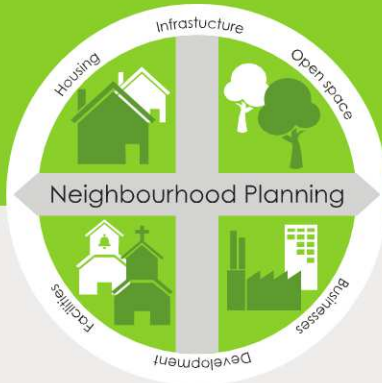 Infrastucture
Housing
Open space
Neighbourhood Planning
Facilities
Businesses
Development